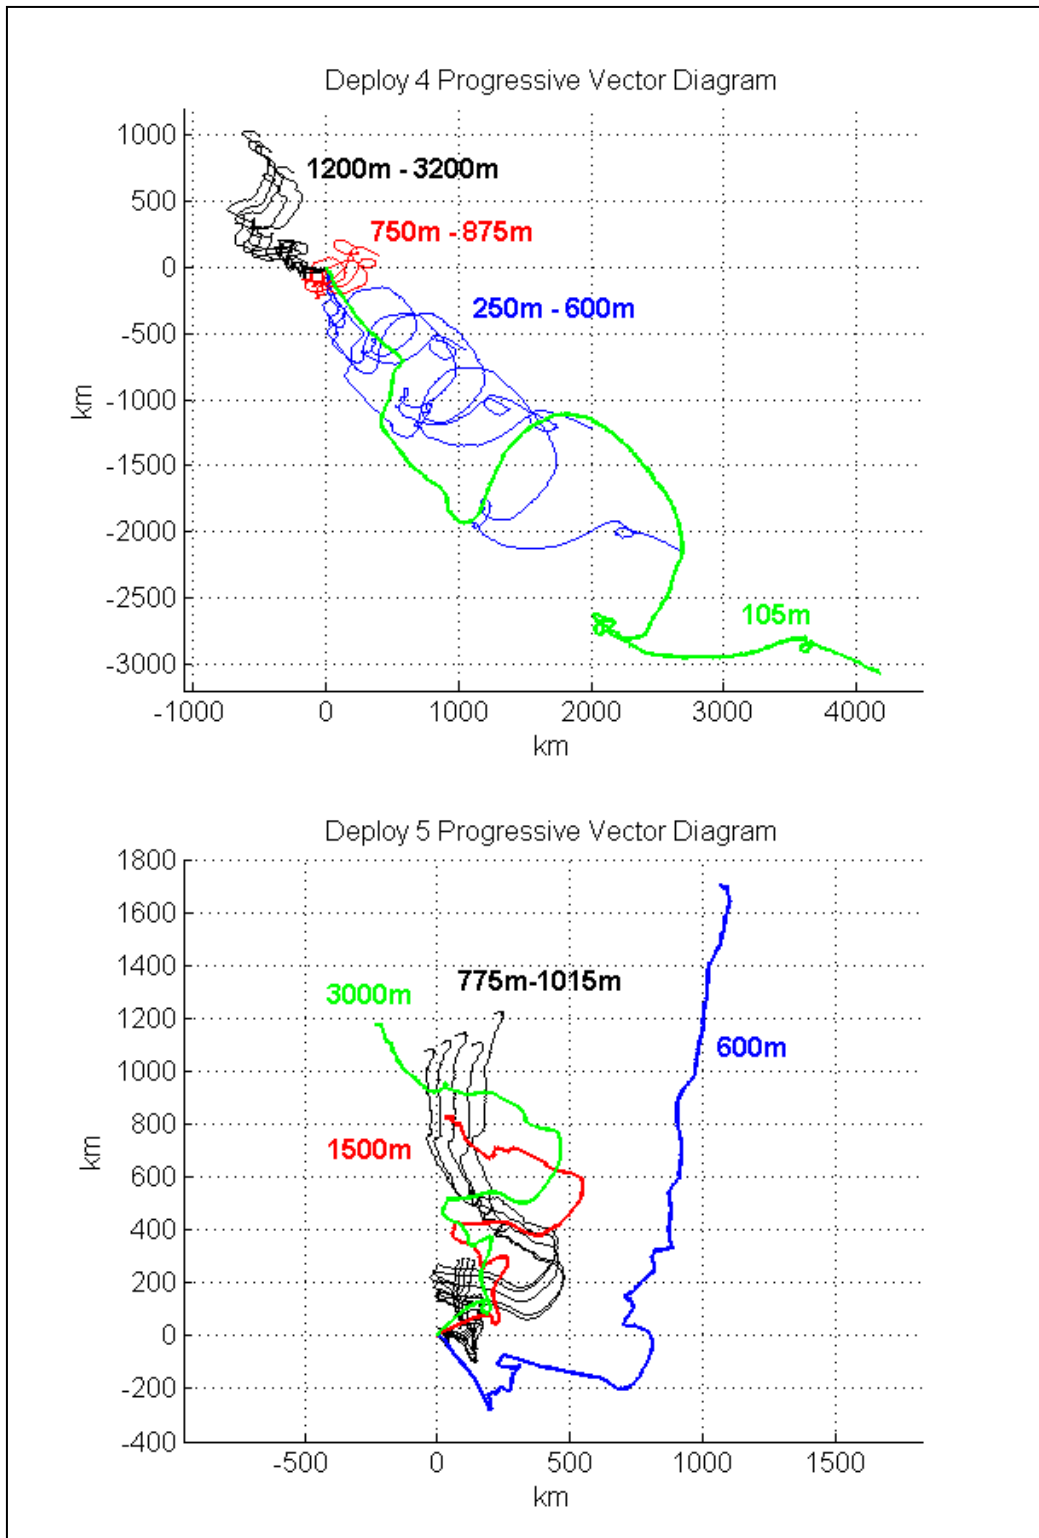 Deploy 4 Progressive Vector Diagram
1000
1200m - 3200m
500
750m - 875m
0
250m - 600m
-500
km
-1000
-1500
-2000
-2500
105m
-3000
-1000 0 1000 2000 3000 4000
km
Deploy 5 Progressive Vector Diagram
1800
1600
1400
775m-1015m
3000m
1200
600m
1000
800
1500m
km
600
400
200
0
-200
-400
-500 0 500 1000 1500
km